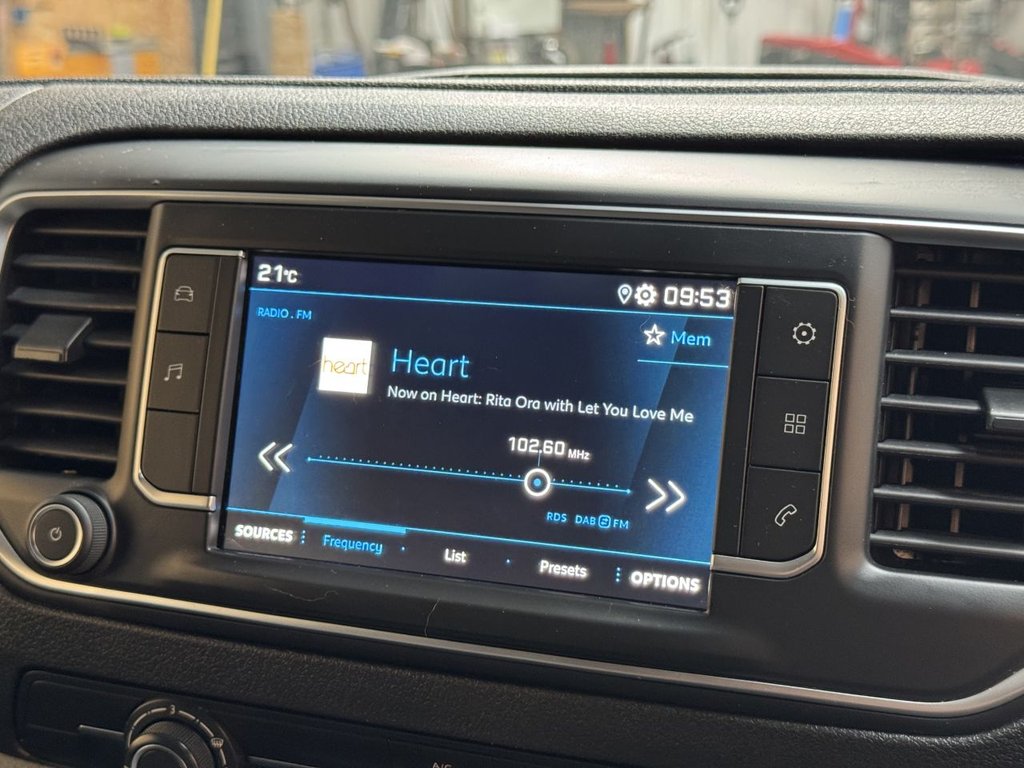 21°C 09:53
RADIO . FM
Mem
heart
Heart
Now on Heart: Rita Ora with Let You Love Me
102.60 MHz
RDS DAB FM
SOURCES Frequency List Presets OPTIONS
3
A/C